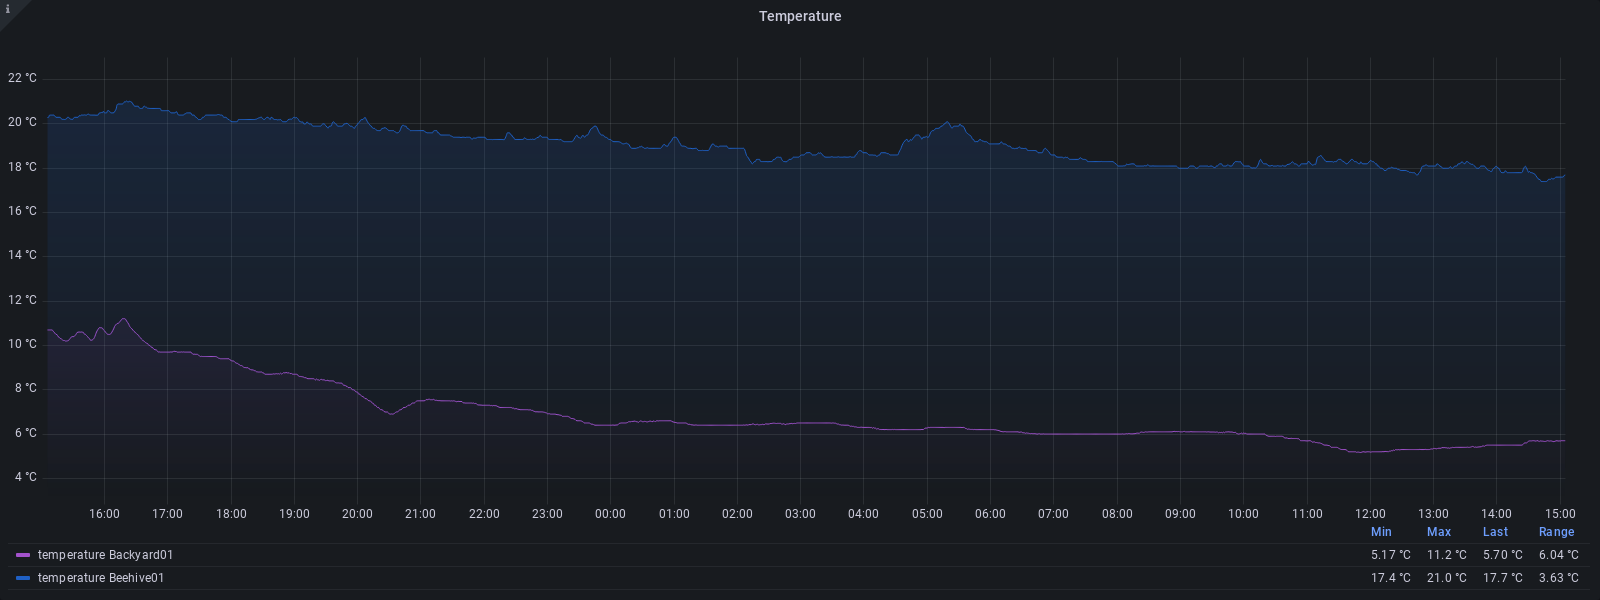 i
Temperature
22 °C
20 °C
18 °C
16 °C
14 °C
12 °C
10 °C
8 °C
6 °C
4 °C
16:00 17:00 18:00 19:00 20:00 21:00 22:00 23:00 00:00 01:00 02:00 03:00 04:00 05:00 06:00 07:00 08:00 09:00 10:00 11:00 12:00 13:00 14:00 15:00
Min Max Last Range
temperature Backyard01 5.17 °C 11.2 °C 5.70 °C 6.04 °C
temperature Beehive01 17.4 °C 21.0 °C 17.7 °C 3.63 °C